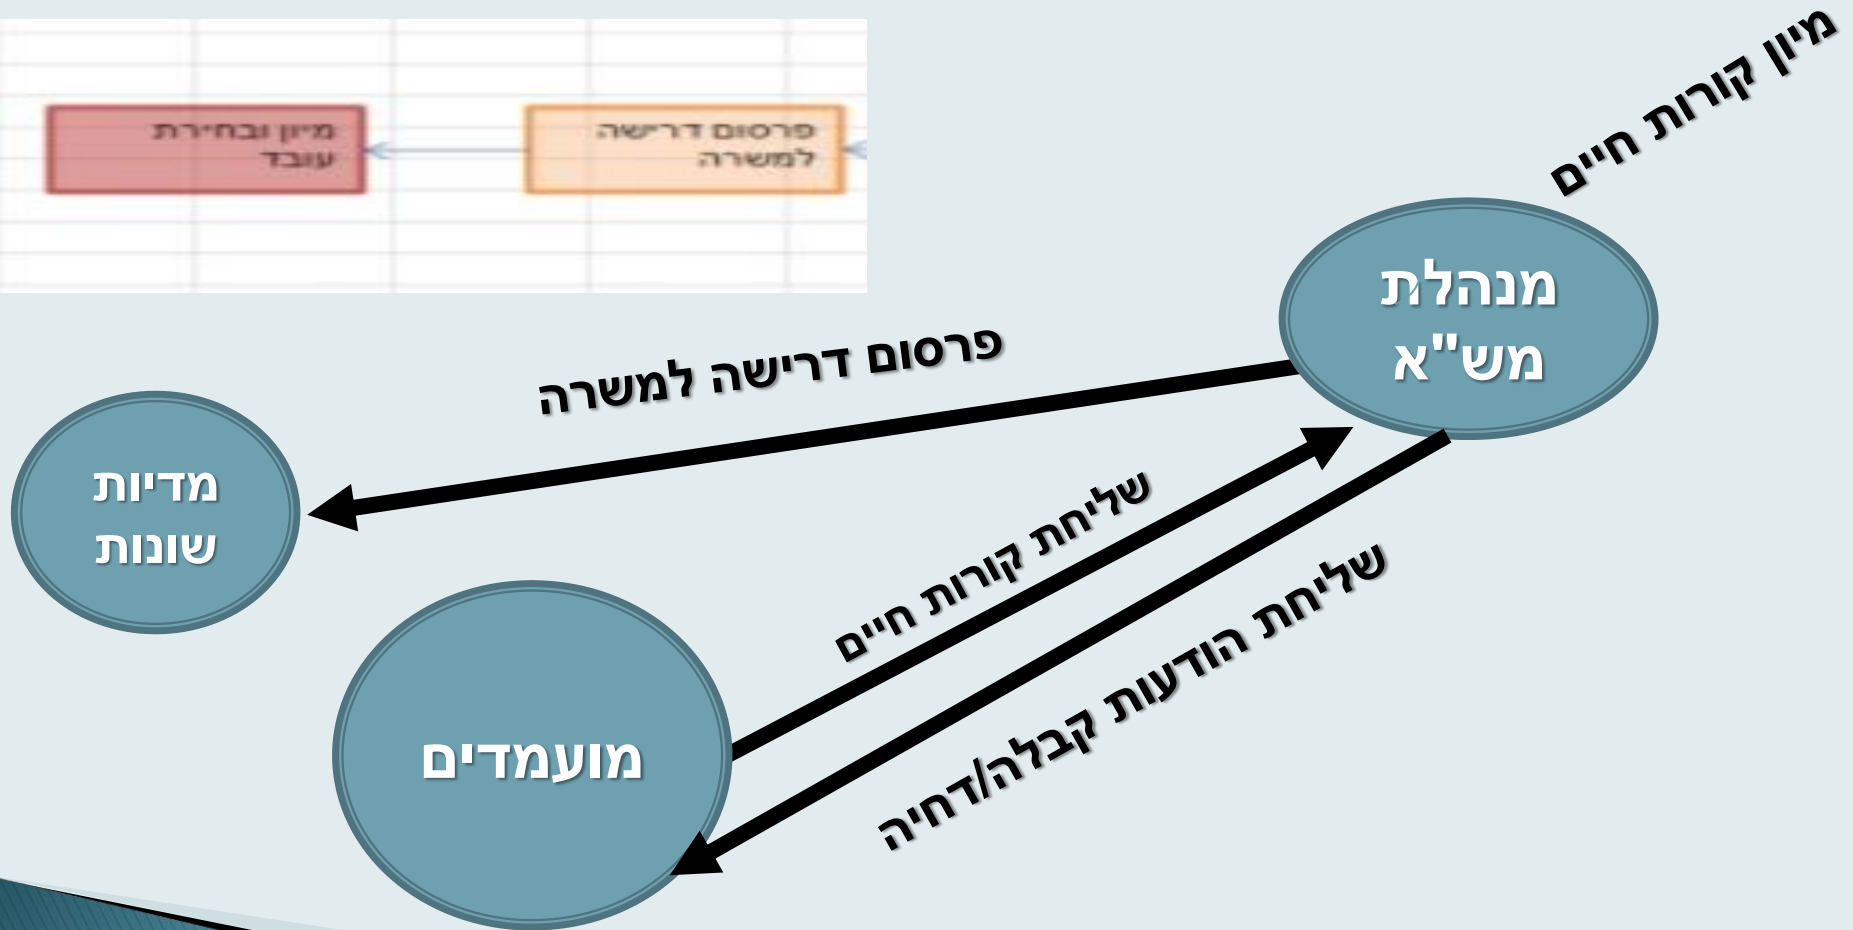 פרסום דרישה
למשרה
מיון ובחירת
עובד
מיון קורות חיים
מנהלת
מש"א
פרסום דרישה למשרה
מדיות
שונות
שליחת קורות חיים
שליחת הודעות קבלה/דחיה
מועמדים